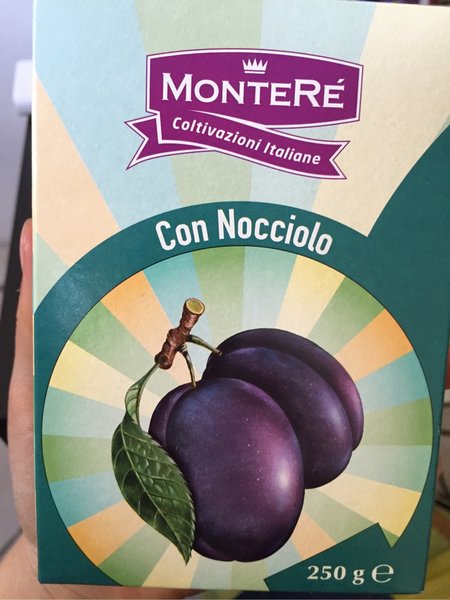 MONTERÉ
Coltivazioni Italiane
Con Nocciolo
250 g ℮